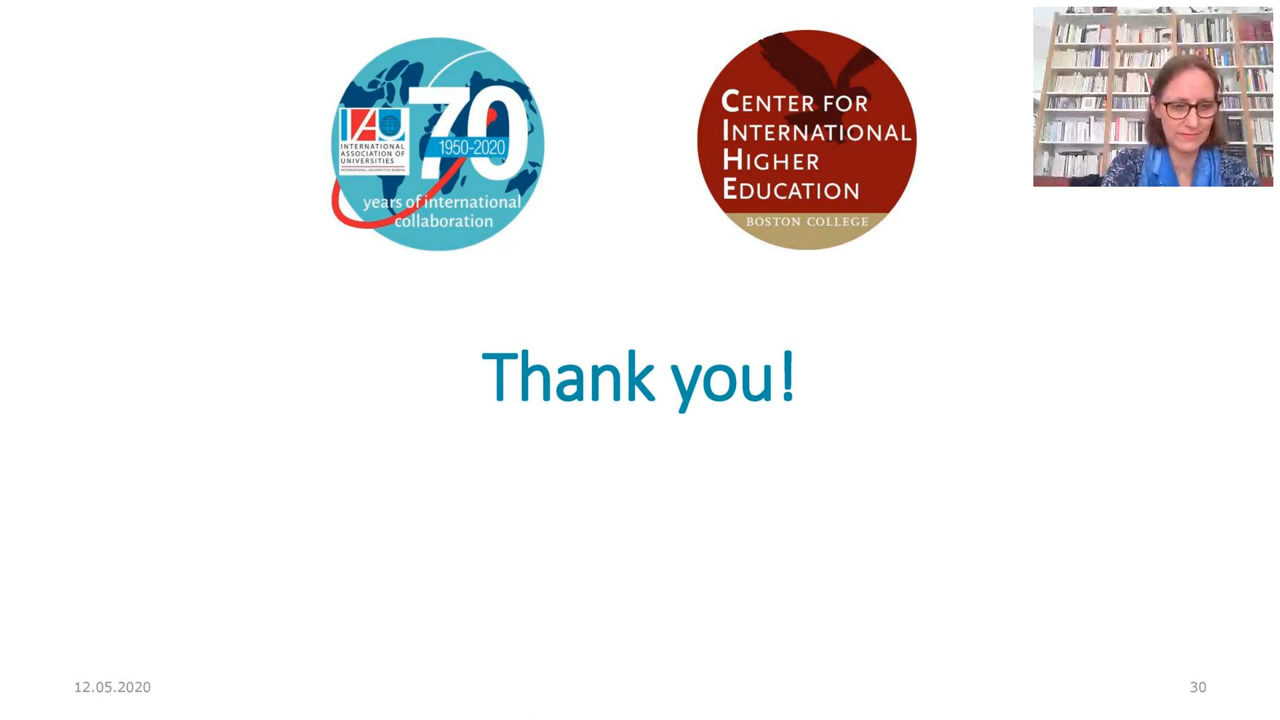 70
1950-2020
IAU
INTERNATIONAL
ASSOCIATION OF
UNIVERSITIES
years of international
collaboration
CENTER FOR
INTERNATIONAL
HIGHER
EDUCATION
BOSTON COLLEGE
Thank you!
12.05.2020
30